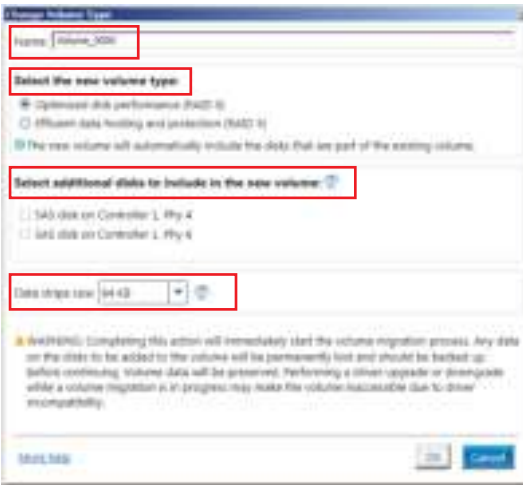 Change Volume Type
Name: Volume_0000
Select the new volume type:
Optimized disk performance (RAID 0)
Efficient data hosting and protection (RAID 5)
The new volume will automatically include the disks that are part of the existing volume.
Select additional disks to include in the new volume:
SAS disk on Controller 1, Phy 4
SAS disk on Controller 1, Phy 6
Data stripe size: 64 KB
WARNING: Completing this action will immediately start the volume migration process. Any data
on the disks to be added to the volume will be permanently lost and should be backed up
before continuing. Volume data will be preserved. Performing a driver upgrade or downgrade
while a volume migration is in progress may make the volume inaccessible due to driver
incompatibility.
More help
OK Cancel